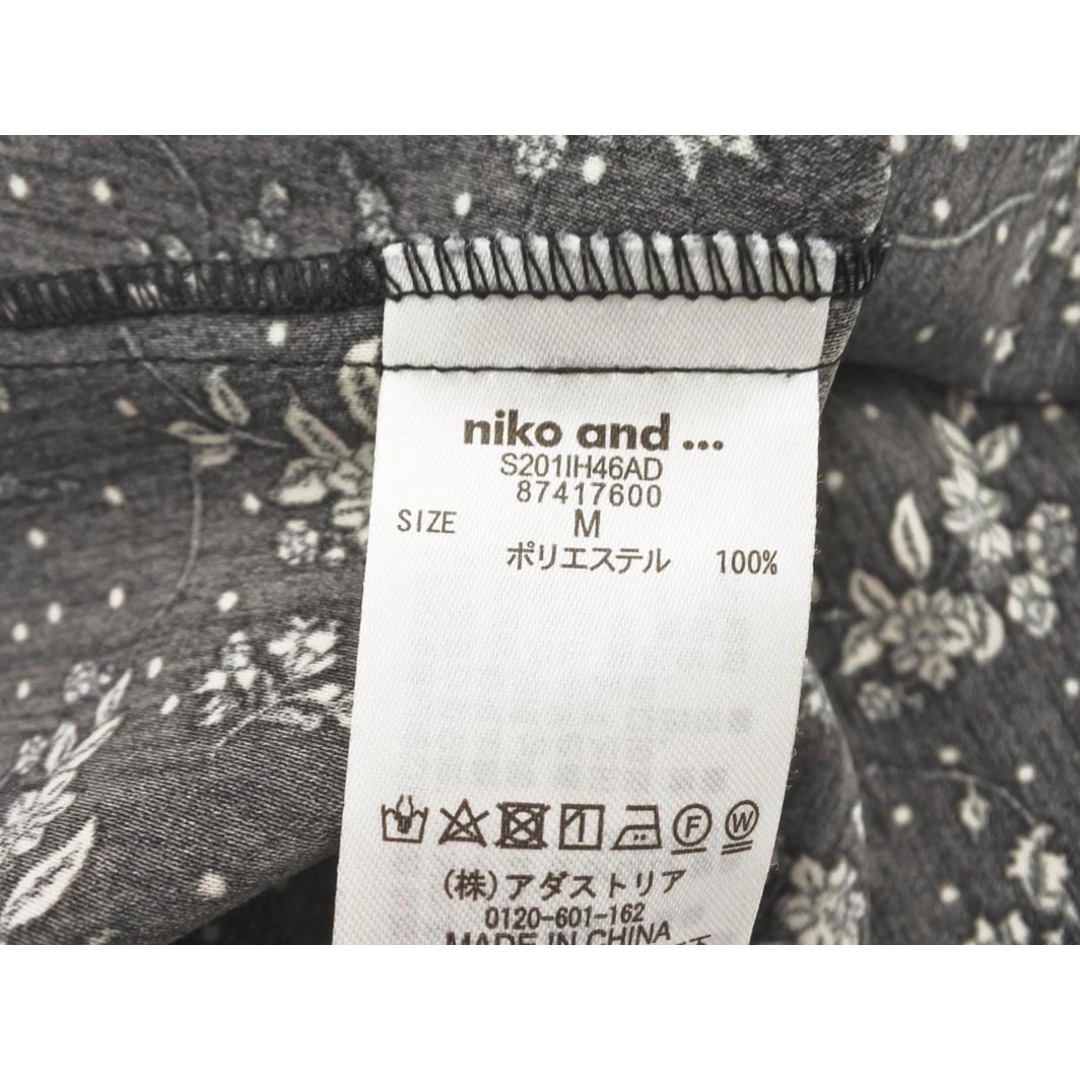 niko and ...
S201IH46AD
87417600
SIZE M
ポリエステル 100%
F W
(株)アダストリア
0120-601-162
MADE IN CHINA